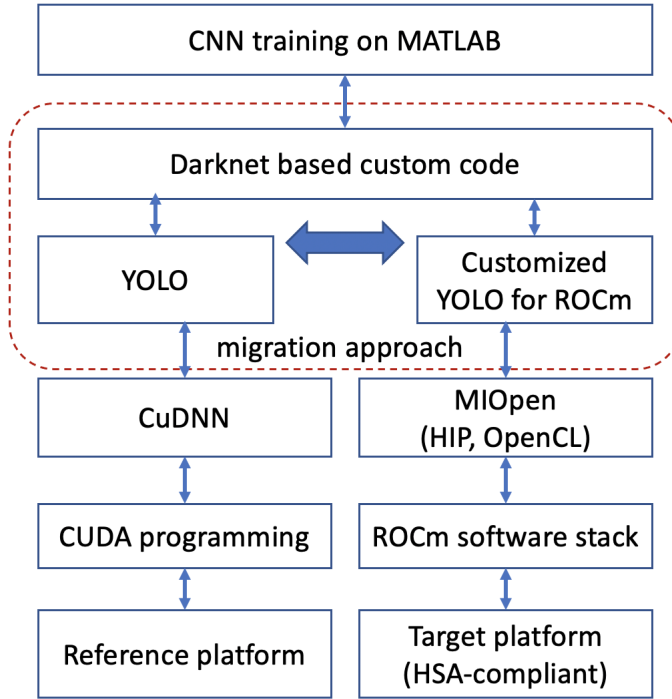 CNN training on MATLAB
Darknet based custom code
YOLO
Customized
YOLO for ROCm
migration approach
CuDNN
MIOpen
(HIP, OpenCL)
CUDA programming
ROCm software stack
Reference platform
Target platform
(HSA-compliant)